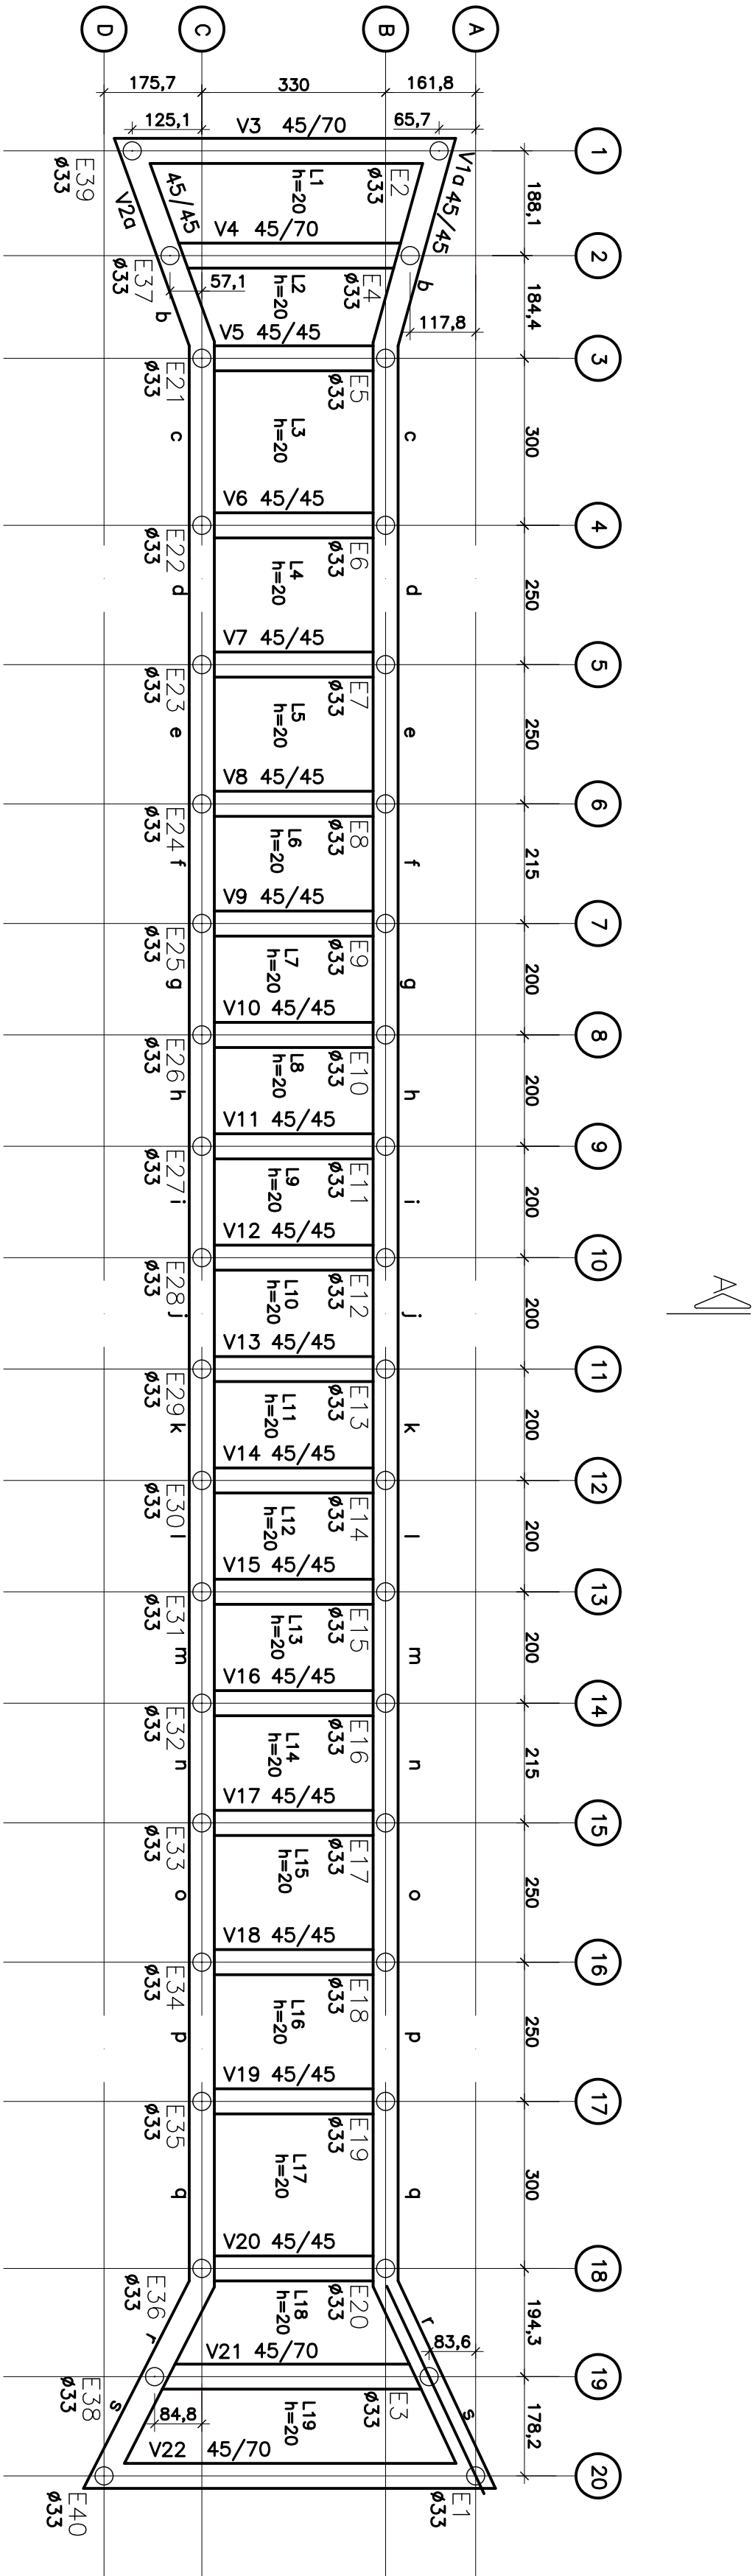 D
C
B
A
175,7
330
161,8
125,1
V3 45/70
65,7
1
E39
ø33
V2a
45/45
L1
h=20
E2
ø33
V1a 45/45
188,1
V4 45/70
2
E37
ø33
b
57,1
L2
h=20
E4
ø33
b
117,8
184,4
V5 45/45
3
E21
ø33
c
L3
h=20
E5
ø33
c
300
V6 45/45
4
E22
ø33
d
L4
h=20
E6
ø33
d
250
V7 45/45
5
E23
ø33
e
L5
h=20
E7
ø33
e
250
V8 45/45
6
E24
ø33
f
L6
h=20
E8
ø33
f
215
V9 45/45
7
E25
ø33
g
L7
h=20
E9
ø33
g
200
V10 45/45
8
E26
ø33
h
L8
h=20
E10
ø33
h
200
V11 45/45
9
E27
ø33
i
L9
h=20
E11
ø33
i
200
V12 45/45
10
A
E28
ø33
j
L10
h=20
E12
ø33
j
200
V13 45/45
11
E29
ø33
k
L11
h=20
E13
ø33
k
200
V14 45/45
12
E30
ø33
l
L12
h=20
E14
ø33
l
200
V15 45/45
13
E31
ø33
m
L13
h=20
E15
ø33
m
200
V16 45/45
14
E32
ø33
n
L14
h=20
E16
ø33
n
215
V17 45/45
15
E33
ø33
o
L15
h=20
E17
ø33
o
250
V18 45/45
16
E34
ø33
p
L16
h=20
E18
ø33
p
250
V19 45/45
17
E35
ø33
q
L17
h=20
E19
ø33
q
300
V20 45/45
18
E36
ø33
r
L18
h=20
E20
ø33
r
83,6
194,3
V21 45/70
19
E38
ø33
s
84,8
L19
h=20
E3
ø33
s
178,2
V22 45/70
20
E40
ø33
E1
ø33